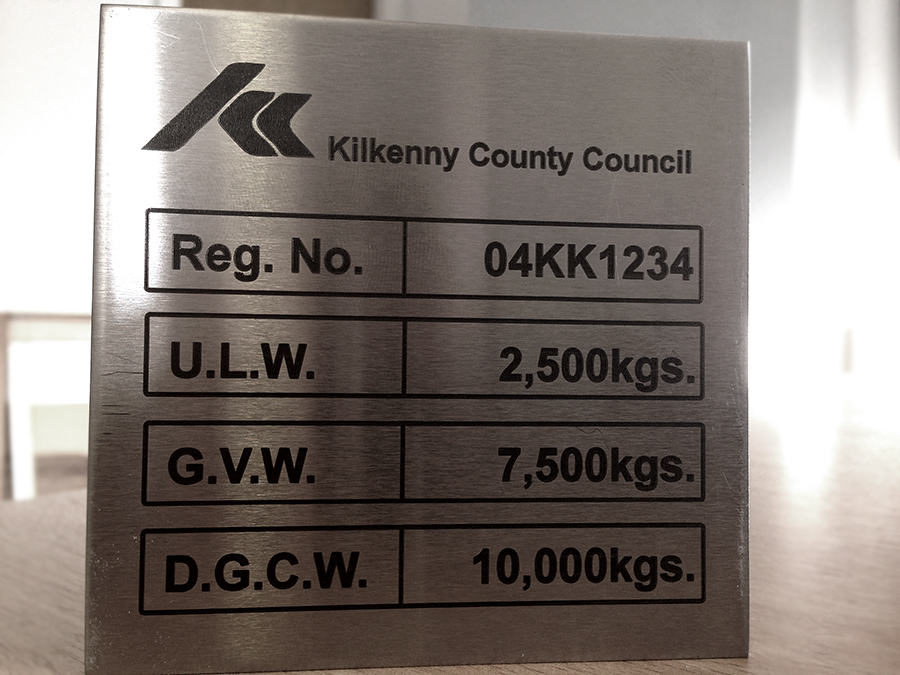 Kilkenny County Council
Reg. No. 04KK1234
U.L.W. 2,500kgs.
G.V.W. 7,500kgs.
D.G.C.W. 10,000kgs.